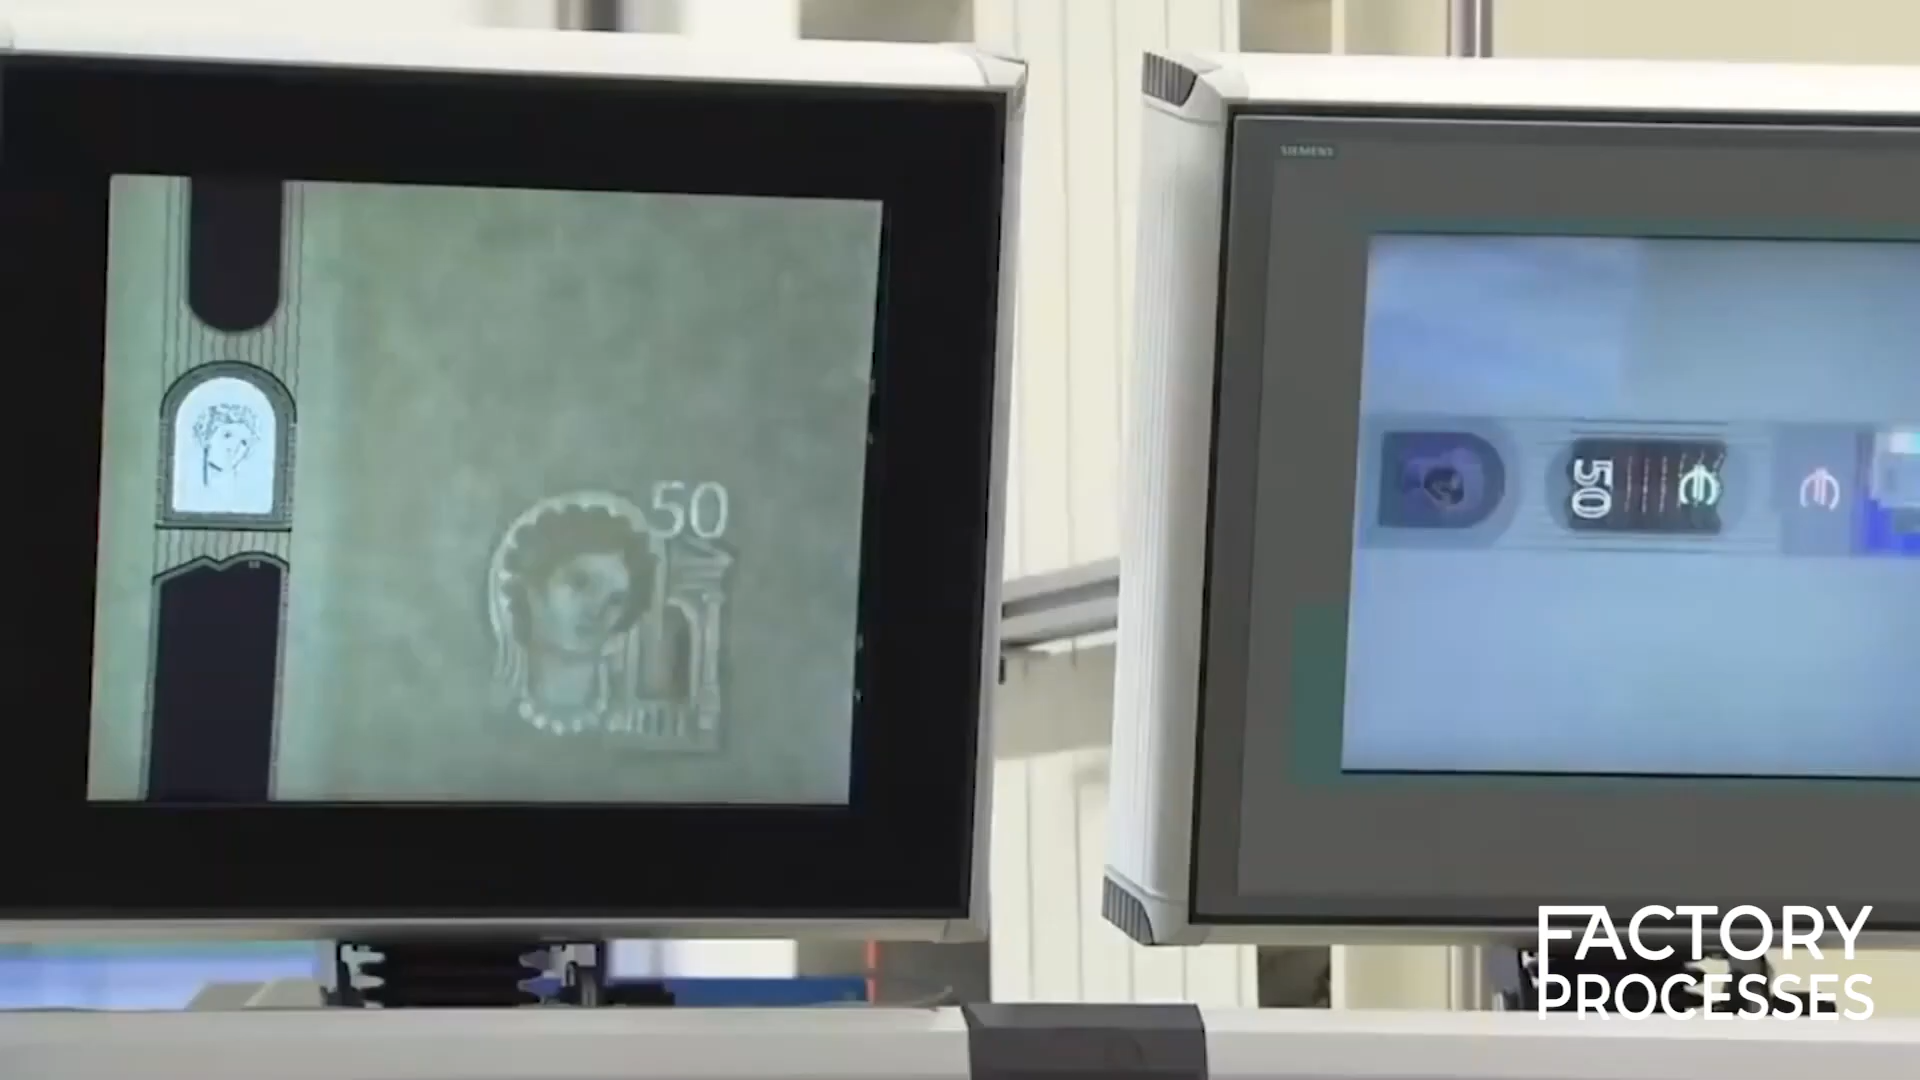 SIEMENS
50
50 €
€
FACTORY
PROCESSES